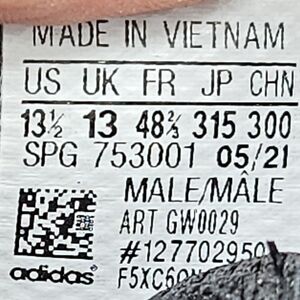 MADE IN VIETNAM
US UK FR JP CHN
13½ 13 48⅔ 315 300
SPG 753001 05/21
MALE/MÂLE
ART GW0029
#127702950
adidas